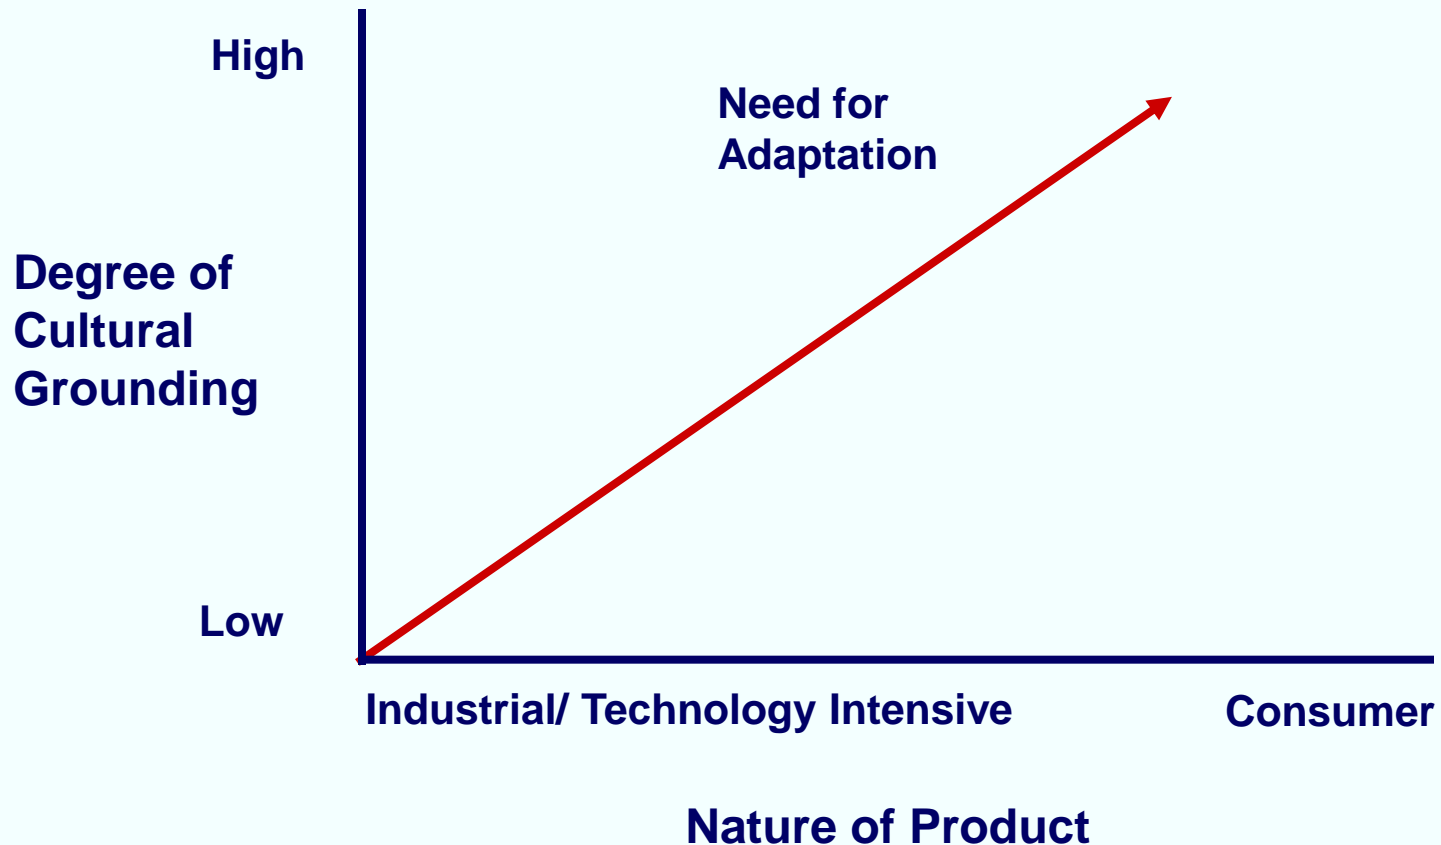 High
Need for
Adaptation
Degree of
Cultural
Grounding
Low
Industrial/ Technology Intensive
Consumer
Nature of Product